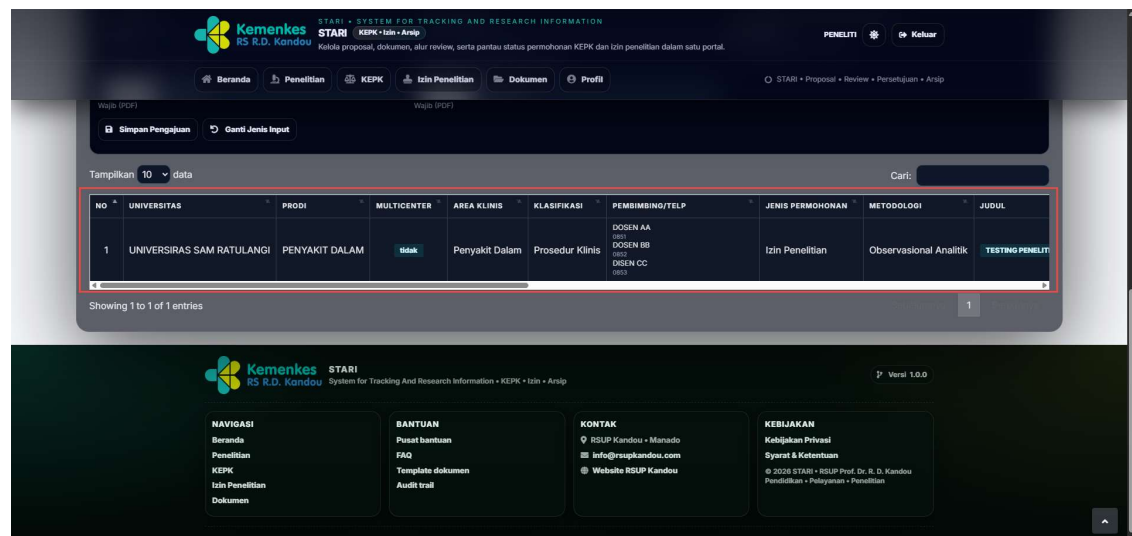 Kemenkes
RS R.D. Kandou
STARI • SYSTEM FOR TRACKING AND RESEARCH INFORMATION
STARI KEPK • Izin • Arsip
Kelola proposal, dokumen, alur review, serta pantau status permohonan KEPK dan izin penelitian dalam satu portal.
PENELITI
Keluar
Beranda
Penelitian
KEPK
Izin Penelitian
Dokumen
Profil
STARI • Proposal • Review • Persetujuan • Arsip
Wajib (PDF)
Wajib (PDF)
Simpan Pengajuan
Ganti Jenis Input
Tampilkan 10 data
Cari:
NO UNIVERSITAS PRODI MULTICENTER AREA KLINIS KLASIFIKASI PEMBIMBING/TELP JENIS PERMOHONAN METODOLOGI JUDUL
1 UNIVERSIRAS SAM RATULANGI PENYAKIT DALAM tidak Penyakit Dalam Prosedur Klinis
DOSEN AA
0851
DOSEN BB
0852
DISEN CC
0853
Izin Penelitian Observasional Analitik TESTING PENELITI
Showing 1 to 1 of 1 entries
1
Kemenkes
RS R.D. Kandou
STARI
System for Tracking And Research Information • KEPK • Izin • Arsip
Versi 1.0.0
NAVIGASI
Beranda
Penelitian
KEPK
Izin Penelitian
Dokumen
BANTUAN
Pusat bantuan
FAQ
Template dokumen
Audit trail
KONTAK
RSUP Kandou • Manado
info@rsupkandou.com
Website RSUP Kandou
KEBIJAKAN
Kebijakan Privasi
Syarat & Ketentuan
© 2026 STARI • RSUP Prof. Dr. R. D. Kandou
Pendidikan • Pelayanan • Penelitian